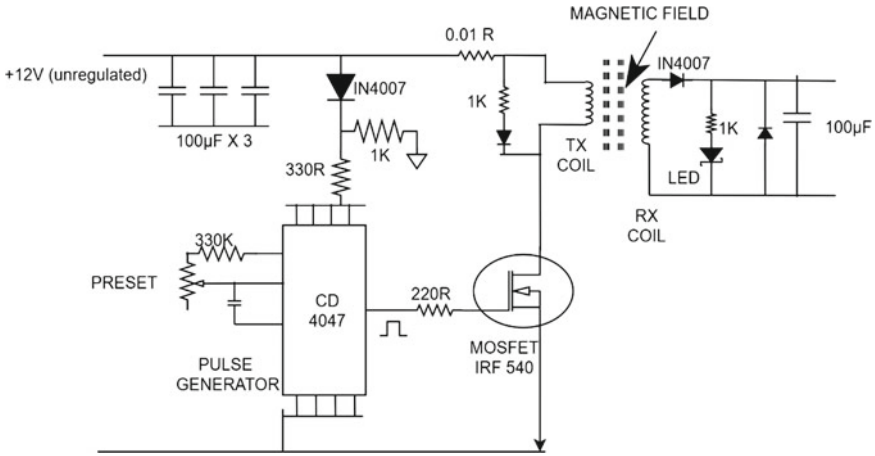 MAGNETIC FIELD
0.01 R
+12V (unregulated)
IN4007
IN4007
1K
1K
100µF
100µF X 3
1K
TX
COIL
330R
LED
RX
COIL
330K
PRESET
CD
4047
220R
MOSFET
IRF 540
PULSE
GENERATOR